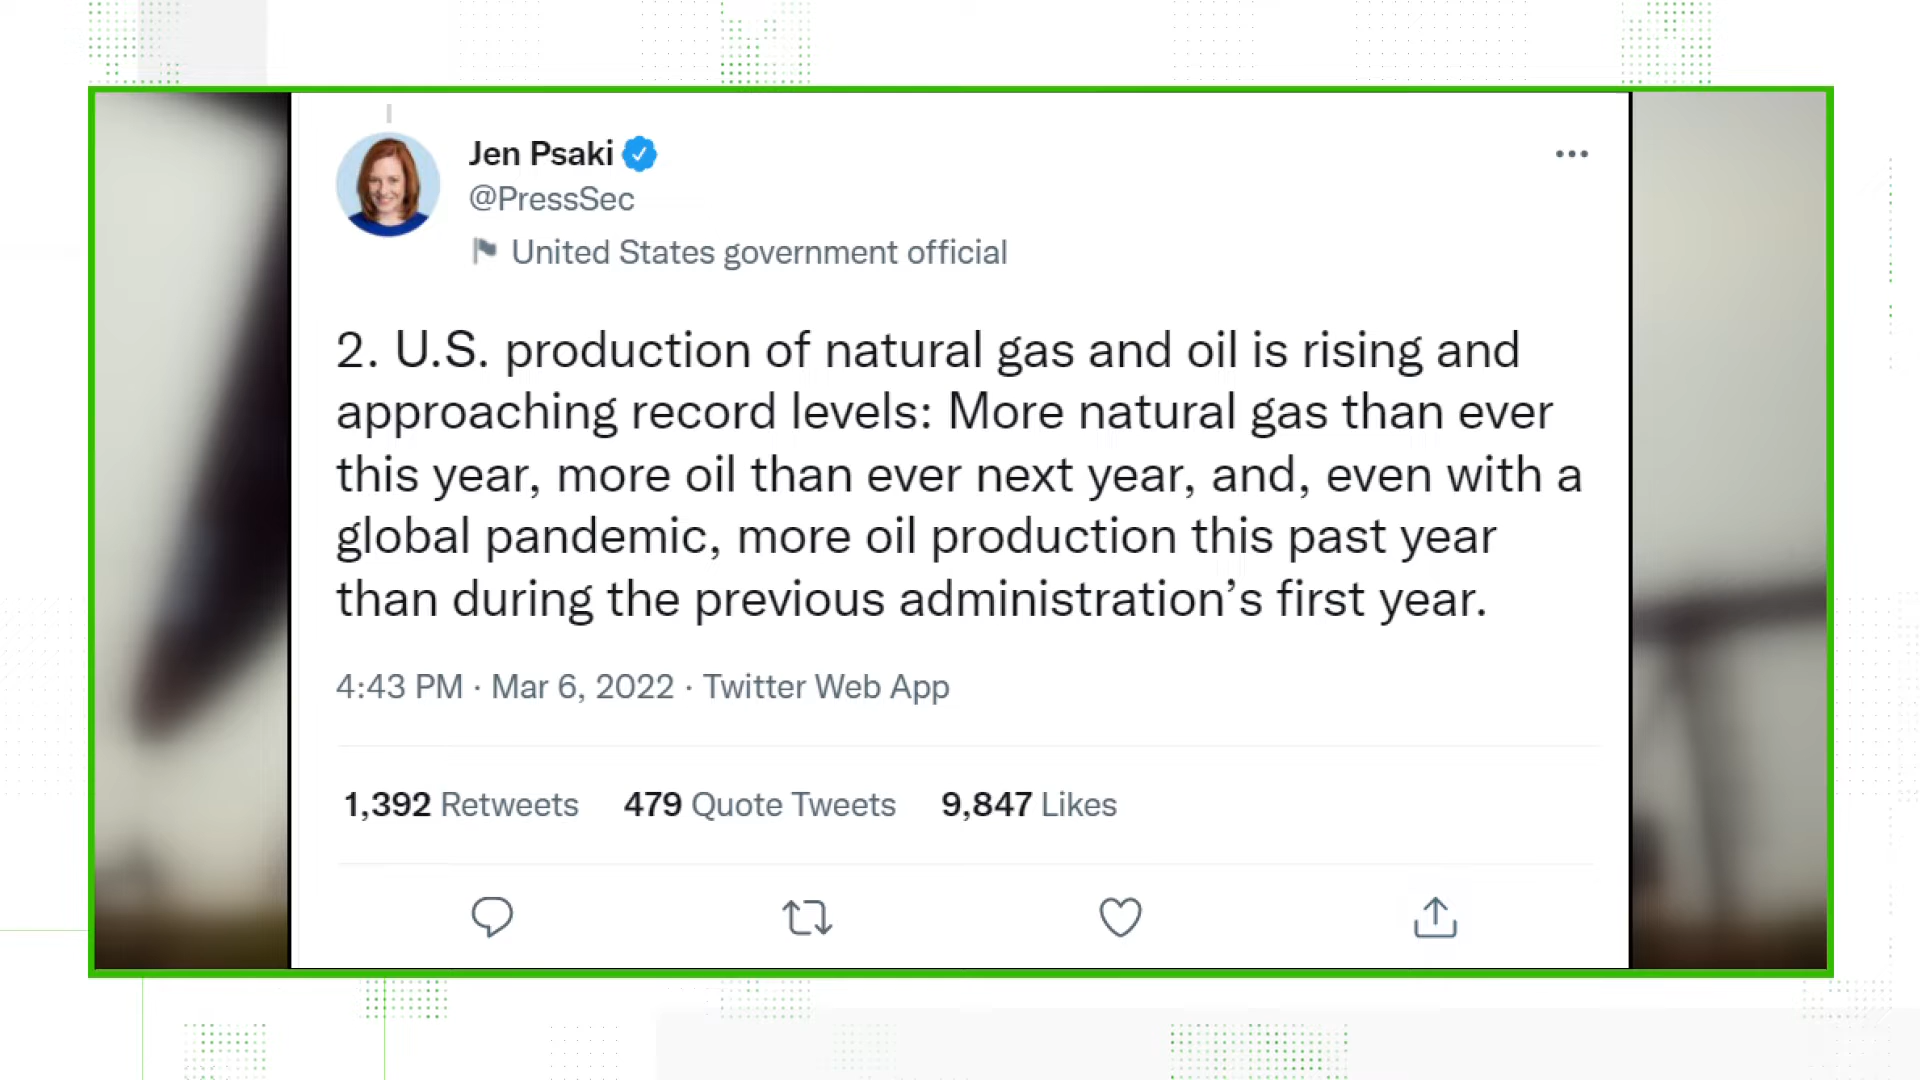 Jen Psaki
@PressSec
United States government official
2. U.S. production of natural gas and oil is rising and
approaching record levels: More natural gas than ever
this year, more oil than ever next year, and, even with a
global pandemic, more oil production this past year
than during the previous administration’s first year.
4:43 PM · Mar 6, 2022 · Twitter Web App
1,392 Retweets 479 Quote Tweets 9,847 Likes